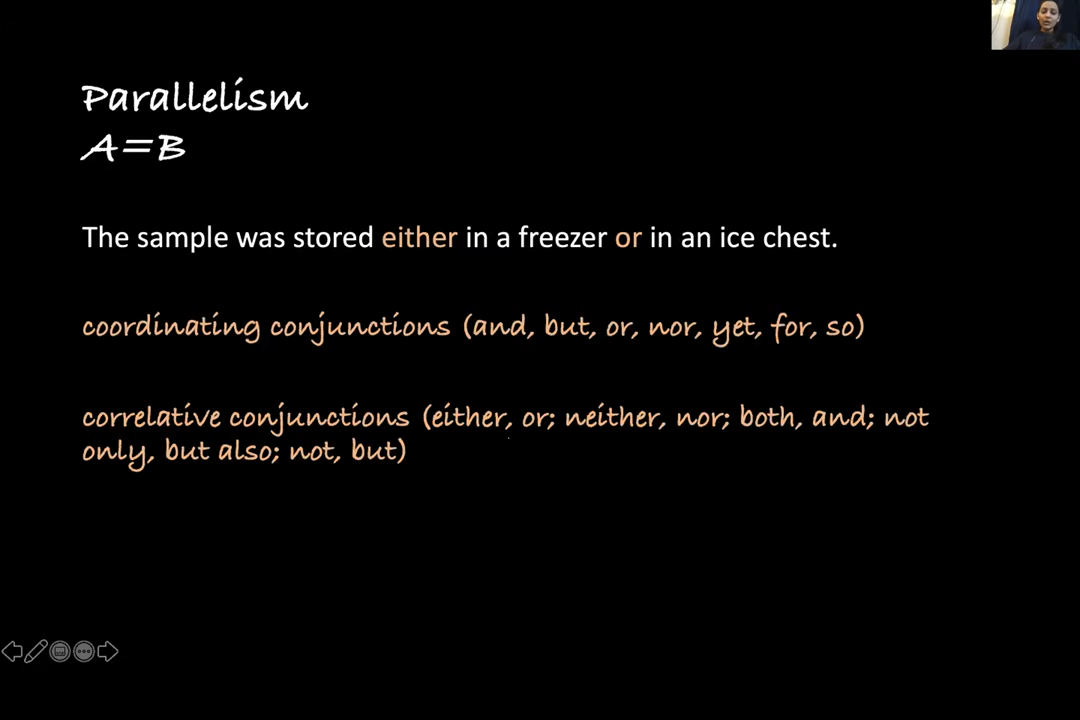 Parallelism
A=B
The sample was stored either in a freezer or in an ice chest.
coordinating conjunctions (and, but, or, nor, yet, for, so)
correlative conjunctions (either, or; neither, nor; both, and; not
only, but also; not, but)